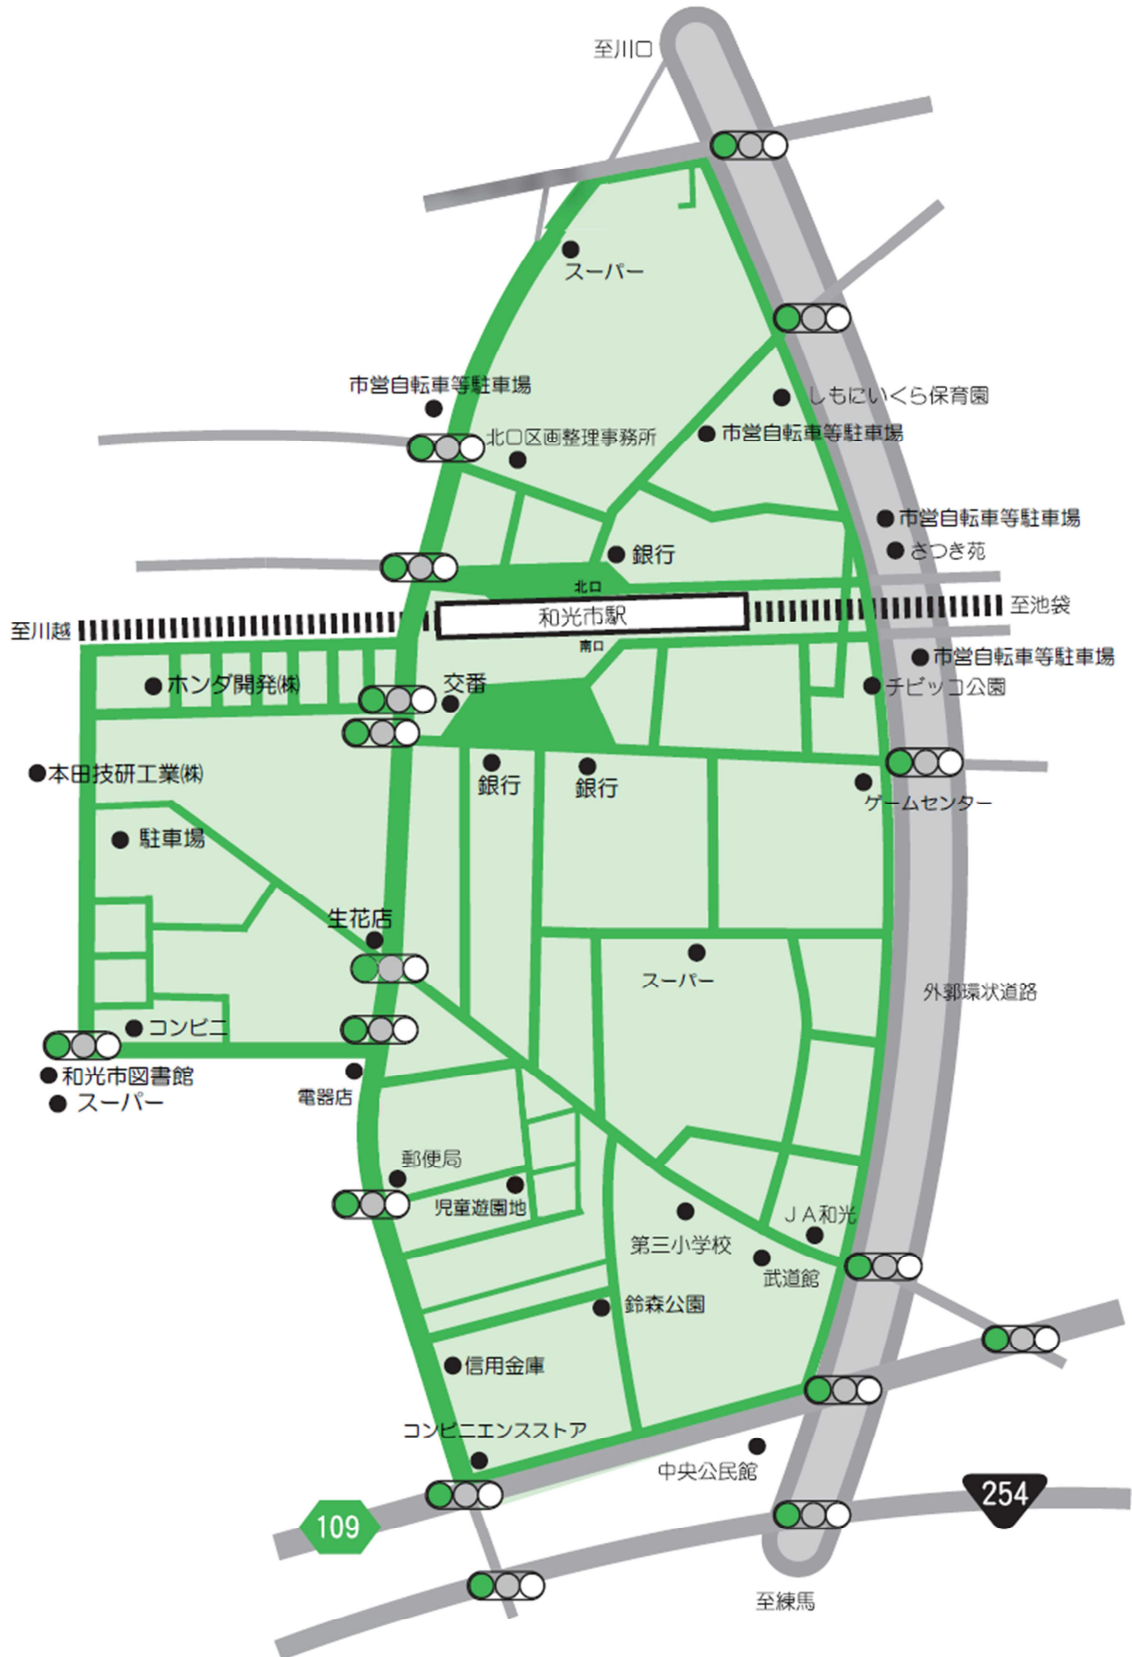 至川口
スーパー
市営自転車等駐車場
しもにいくら保育園
北口区画整理事務所
市営自転車等駐車場
市営自転車等駐車場
銀行
さつき苑
北口
至池袋
和光市駅
至川越
南口
市営自転車等駐車場
ホンダ開発㈱
交番
チビッコ公園
本田技研工業㈱
銀行
銀行
ゲームセンター
駐車場
生花店
スーパー
外郭環状道路
コンビニ
和光市図書館
スーパー
電器店
郵便局
児童遊園地
JA和光
第三小学校
武道館
鈴森公園
信用金庫
コンビニエンスストア
中央公民館
254
109
至練馬